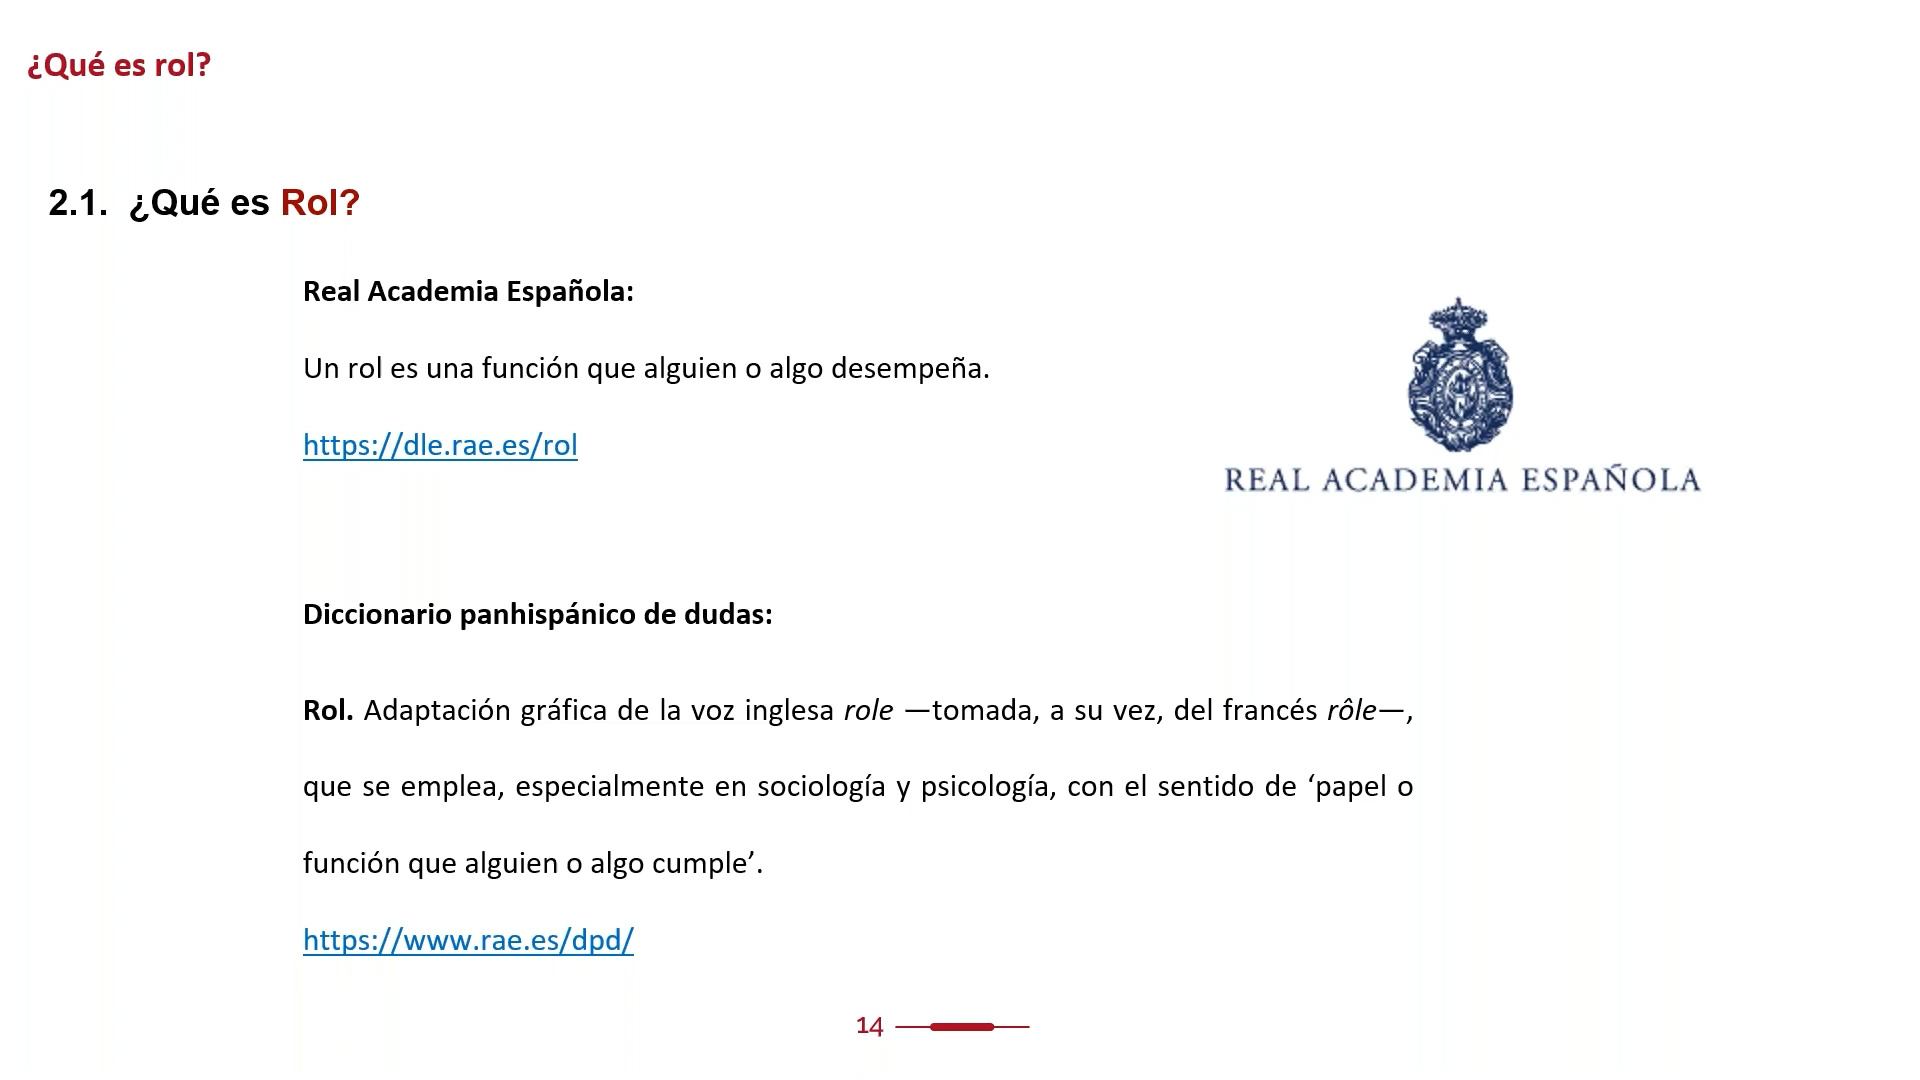 ¿Qué es rol?
2.1. ¿Qué es Rol?
Real Academia Española:
Un rol es una función que alguien o algo desempeña.
https://dle.rae.es/rol
REAL ACADEMIA ESPAÑOLA
Diccionario panhispánico de dudas:
Rol. Adaptación gráfica de la voz inglesa role —tomada, a su vez, del francés rôle—,
que se emplea, especialmente en sociología y psicología, con el sentido de ‘papel o
función que alguien o algo cumple’.
https://www.rae.es/dpd/
14